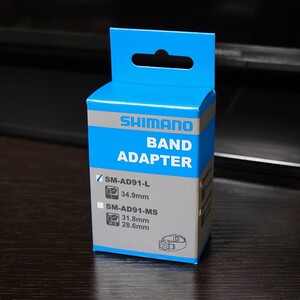 SHIMANO
BAND
ADAPTER
SM-AD91-L
34.9mm
SM-AD91-MS
31.8mm
28.6mm